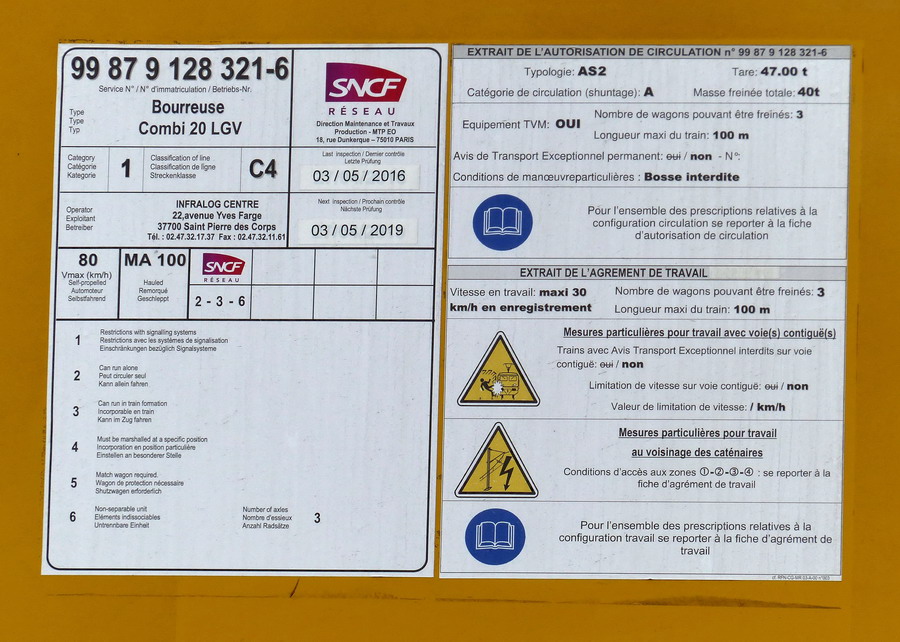 99 87 9 128 321-6
Service N° / N° d'immatriculation / Betriebs-Nr.
Type
Type
Typ
Bourreuse
Combi 20 LGV
SNCF
RÉSEAU
Direction Maintenance et Travaux
Production - MTP EO
18, rue Dunkerque – 75010 PARIS
Category
Catégorie
Kategorie
1
Classification of line
Classification de ligne
Streckenklasse
C4
Last inspection / Dernier contrôle
Letzte Prüfung
03 / 05 / 2016
Operator
Exploitant
Betreiber
INFRALOG CENTRE
22,avenue Yves Farge
37700 Saint Pierre des Corps
Tél. : 02.47.32.17.37 Fax : 02.47.32.11.61
Next inspection / Prochain contrôle
Nächste Prüfung
03 / 05 / 2019
80
Vmax (km/h)
Self-propelled
Automoteur
Selbstfahrend
MA 100
Hauled
Remorqué
Geschleppt
SNCF
RÉSEAU
2 - 3 - 6
1
Restrictions with signalling systems
Restrictions avec les systèmes de signalisation
Einschränkungen bezüglich Signalsysteme
2
Can run alone
Peut circuler seul
Kann allein fahren
3
Can run in train formation
Incorporable en train
Kann im Zug fahren
4
Must be marshalled at a specific position
Incorporation en position particulière
Einstellen an besonderer Stelle
5
Match wagon required.
Wagon de protection nécessaire
Shutzwagen erforderlich
6
Non-separable unit
Eléments indissociables
Untrennbare Einheit
Number of axles
Nombre d'essieux
Anzahl Radsätze
3
EXTRAIT DE L'AUTORISATION DE CIRCULATION n° 99 87 9 128 321-6
Typologie: AS2
Tare: 47.00 t
Catégorie de circulation (shuntage): A
Masse freinée totale: 40t
Equipement TVM: OUI
Nombre de wagons pouvant être freinés: 3
Longueur maxi du train: 100 m
Avis de Transport Exceptionnel permanent: oui / non - N°:
Conditions de manœuvreparticulières : Bosse interdite
Pour l'ensemble des prescriptions relatives à la
configuration circulation se reporter à la fiche
d'autorisation de circulation
EXTRAIT DE L'AGREMENT DE TRAVAIL
Vitesse en travail: maxi 30
km/h en enregistrement
Nombre de wagons pouvant être freinés: 3
Longueur maxi du train: 100 m
Mesures particulières pour travail avec voie(s) contiguë(s)
Trains avec Avis Transport Exceptionnel interdits sur voie
contiguë: oui / non
Limitation de vitesse sur voie contiguë: oui / non
Valeur de limitation de vitesse: / km/h
Mesures particulières pour travail
au voisinage des caténaires
Conditions d'accès aux zones ①-②-③-④ : se reporter à la
fiche d'agrément de travail
Pour l'ensemble des prescriptions relatives à la
configuration travail se reporter à la fiche d'agrément de
travail